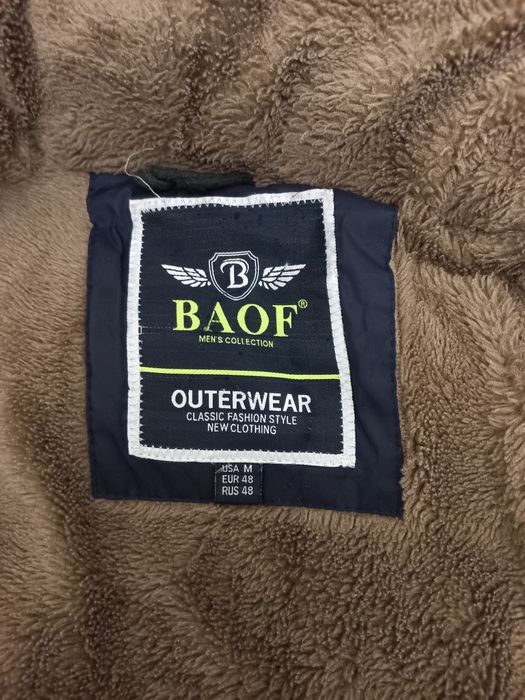 B
BAOF®
MEN'S COLLECTION
OUTERWEAR
CLASSIC FASHION STYLE
NEW CLOTHING
USA M
EUR 48
RUS 48